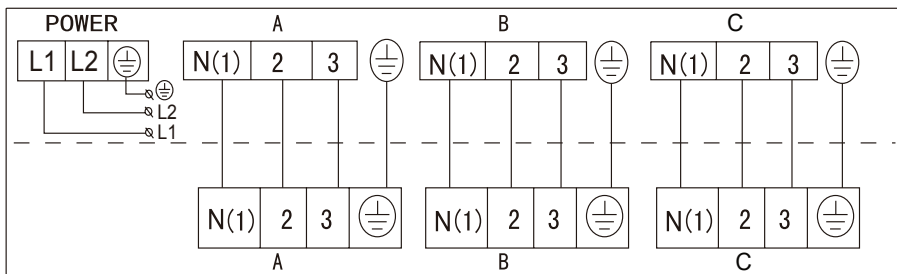 POWER A B C
L1 L2 N(1) 2 3 N(1) 2 3 N(1) 2 3
L2
L1
N(1) 2 3 N(1) 2 3 N(1) 2 3
A B C